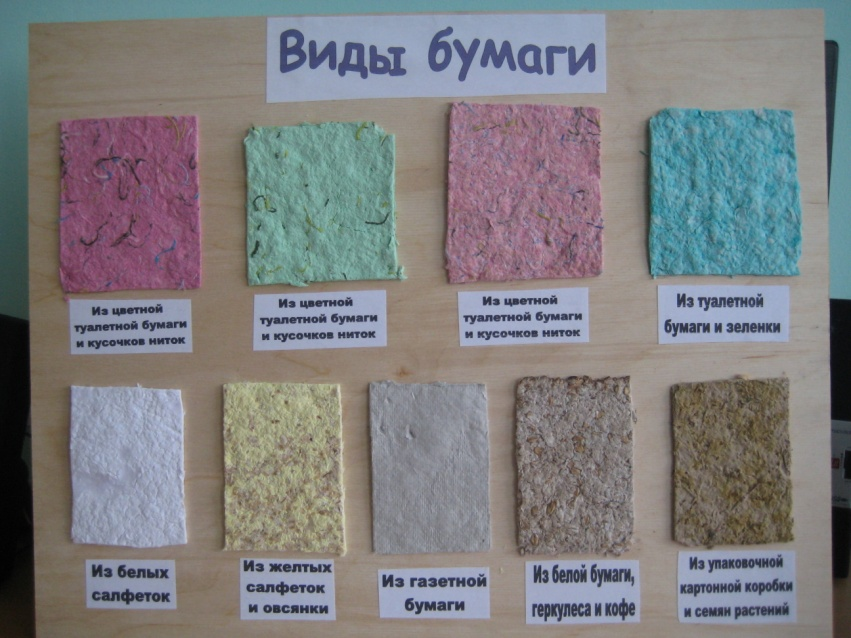 Виды бумаги
Из цветной
туалетной бумаги
и кусочков ниток
Из цветной
туалетной бумаги
и кусочков ниток
Из цветной
туалетной бумаги
и кусочков ниток
Из туалетной
бумаги и зеленки
Из белых
салфеток
Из желтых
салфеток
и овсянки
Из газетной
бумаги
Из белой бумаги,
геркулеса и кофе
Из упаковочной
картонной коробки
и семян растений